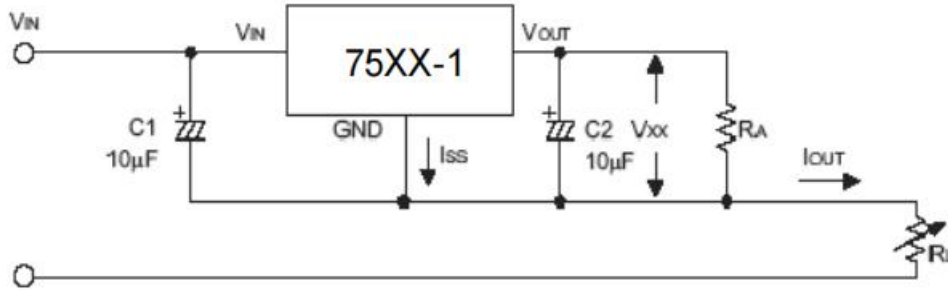 VIN
VIN
75XX-1
VOUT
GND
C1
10µF
ISS
C2
10µF
VXX
RA
IOUT